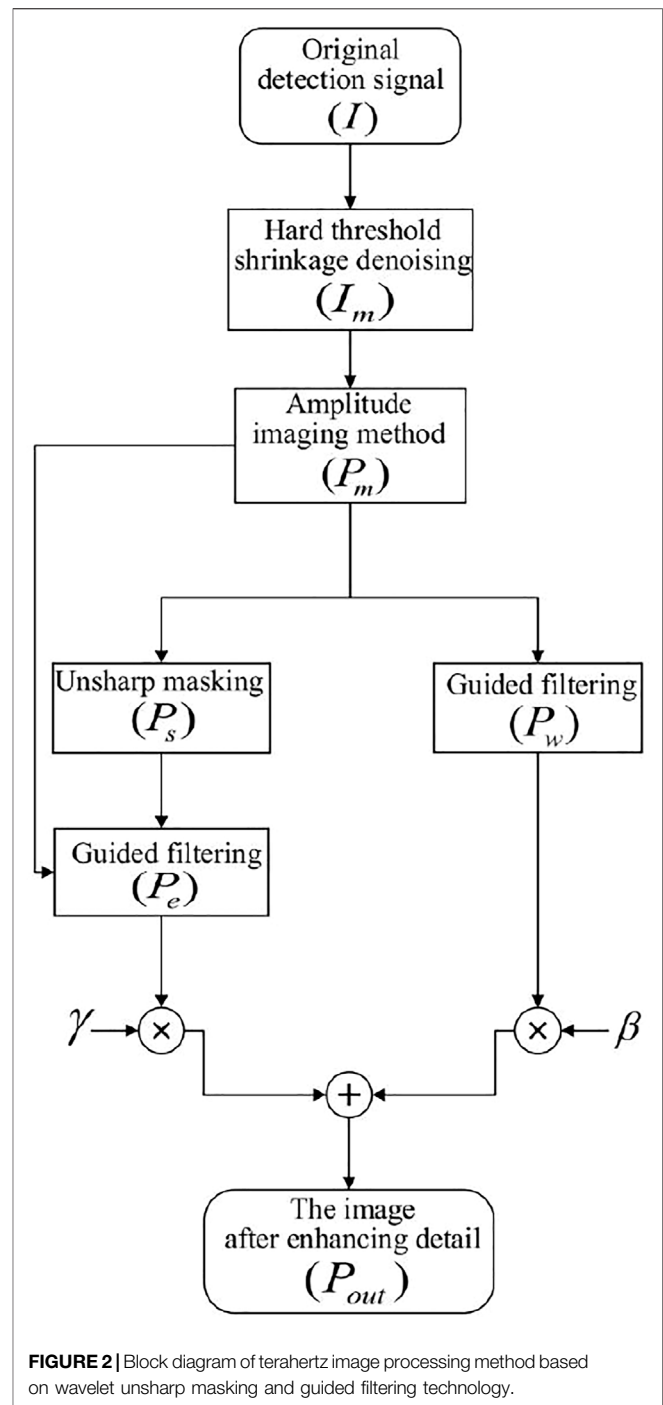 Original
detection signal
(I)
Hard threshold
shrinkage denoising
(I_m)
Amplitude
imaging method
(P_m)
Unsharp masking
(P_s)
Guided filtering
(P_w)
Guided filtering
(P_e)
γ
×
×
β
+
The image
after enhancing detail
(P_out)
FIGURE 2 | Block diagram of terahertz image processing method based
on wavelet unsharp masking and guided filtering technology.